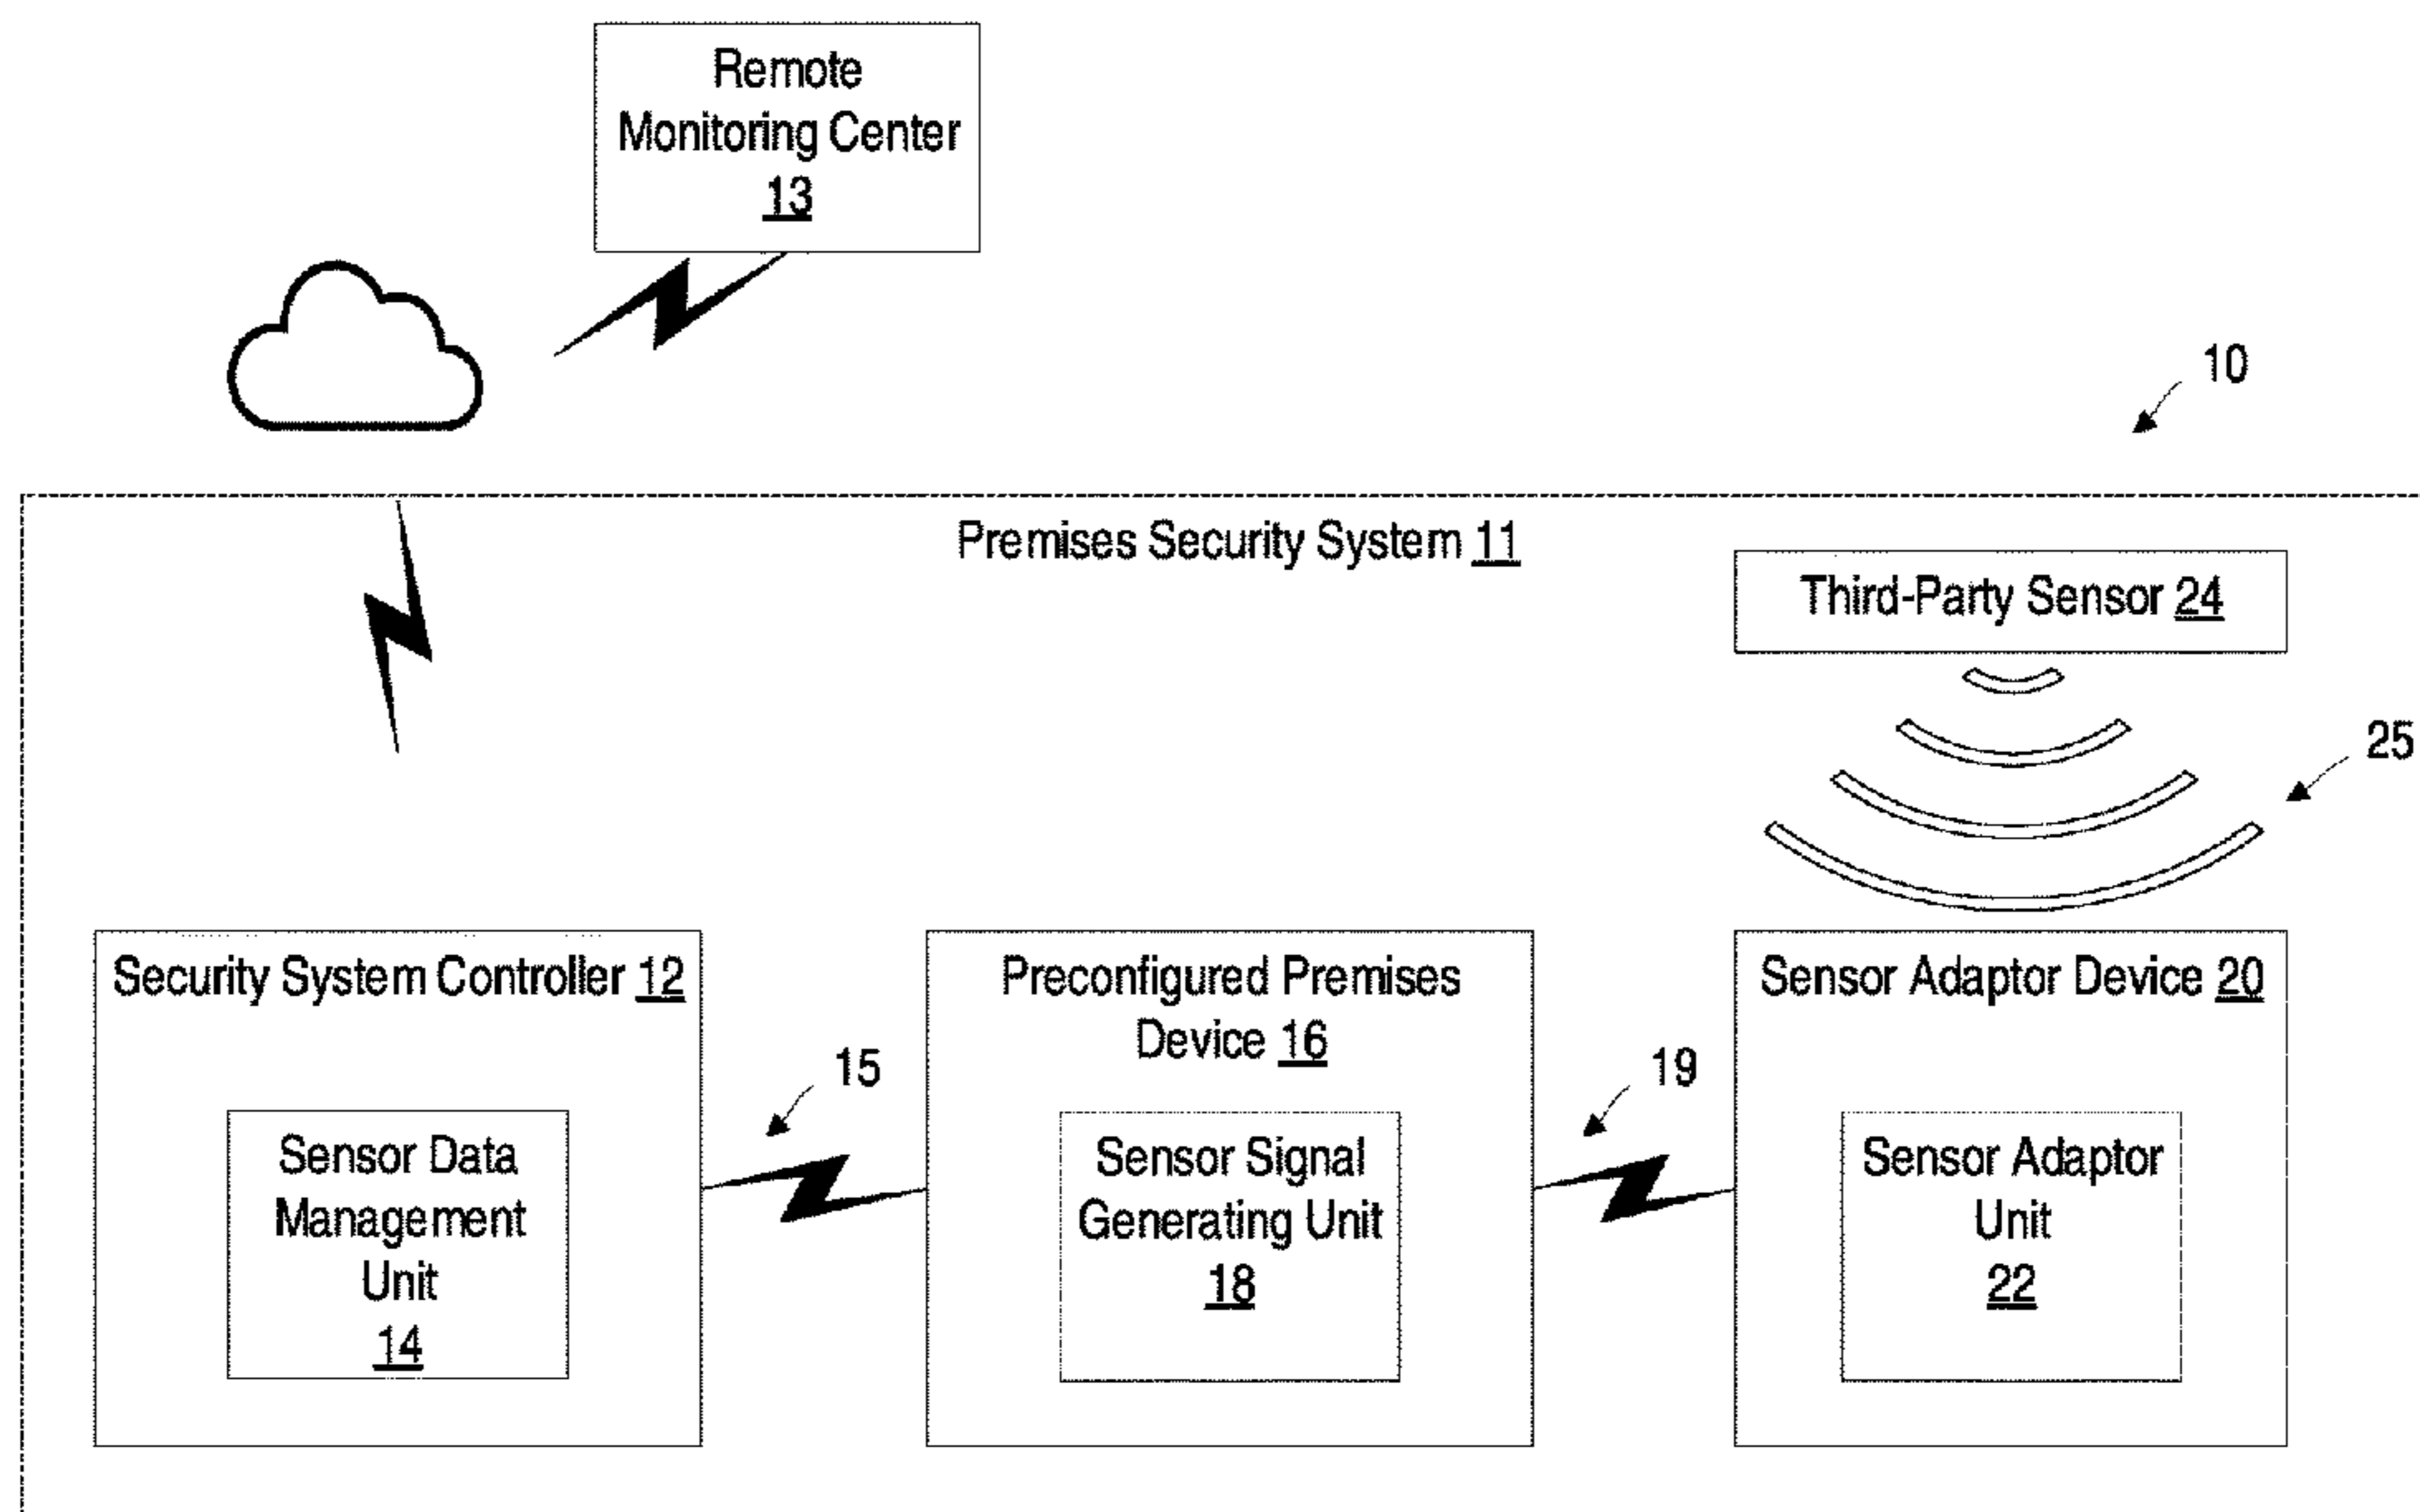 Remote
Monitoring Center
13
10
Premises Security System 11
Third-Party Sensor 24
25
Security System Controller 12
Sensor Data
Management
Unit
14
15
Preconfigured Premises
Device 16
Sensor Signal
Generating Unit
18
19
Sensor Adaptor Device 20
Sensor Adaptor
Unit
22